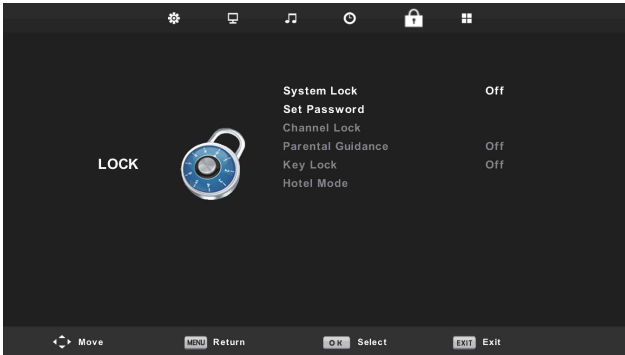 System Lock Off
Set Password
Channel Lock
Parental Guidance Off
LOCK
Key Lock Off
Hotel Mode
Move MENU Return OK Select EXIT Exit